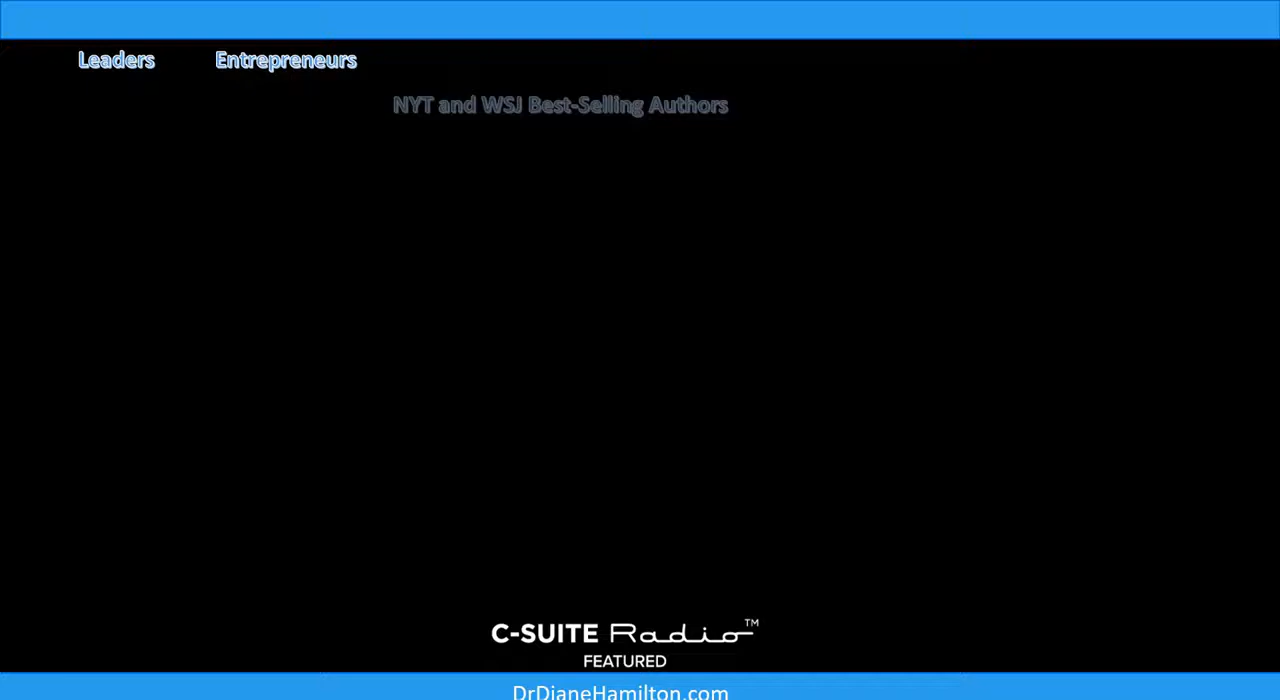 Leaders Entrepreneurs
NYT and WSJ Best-Selling Authors
C-SUITE Radio™
FEATURED
DrDianeHamilton.com